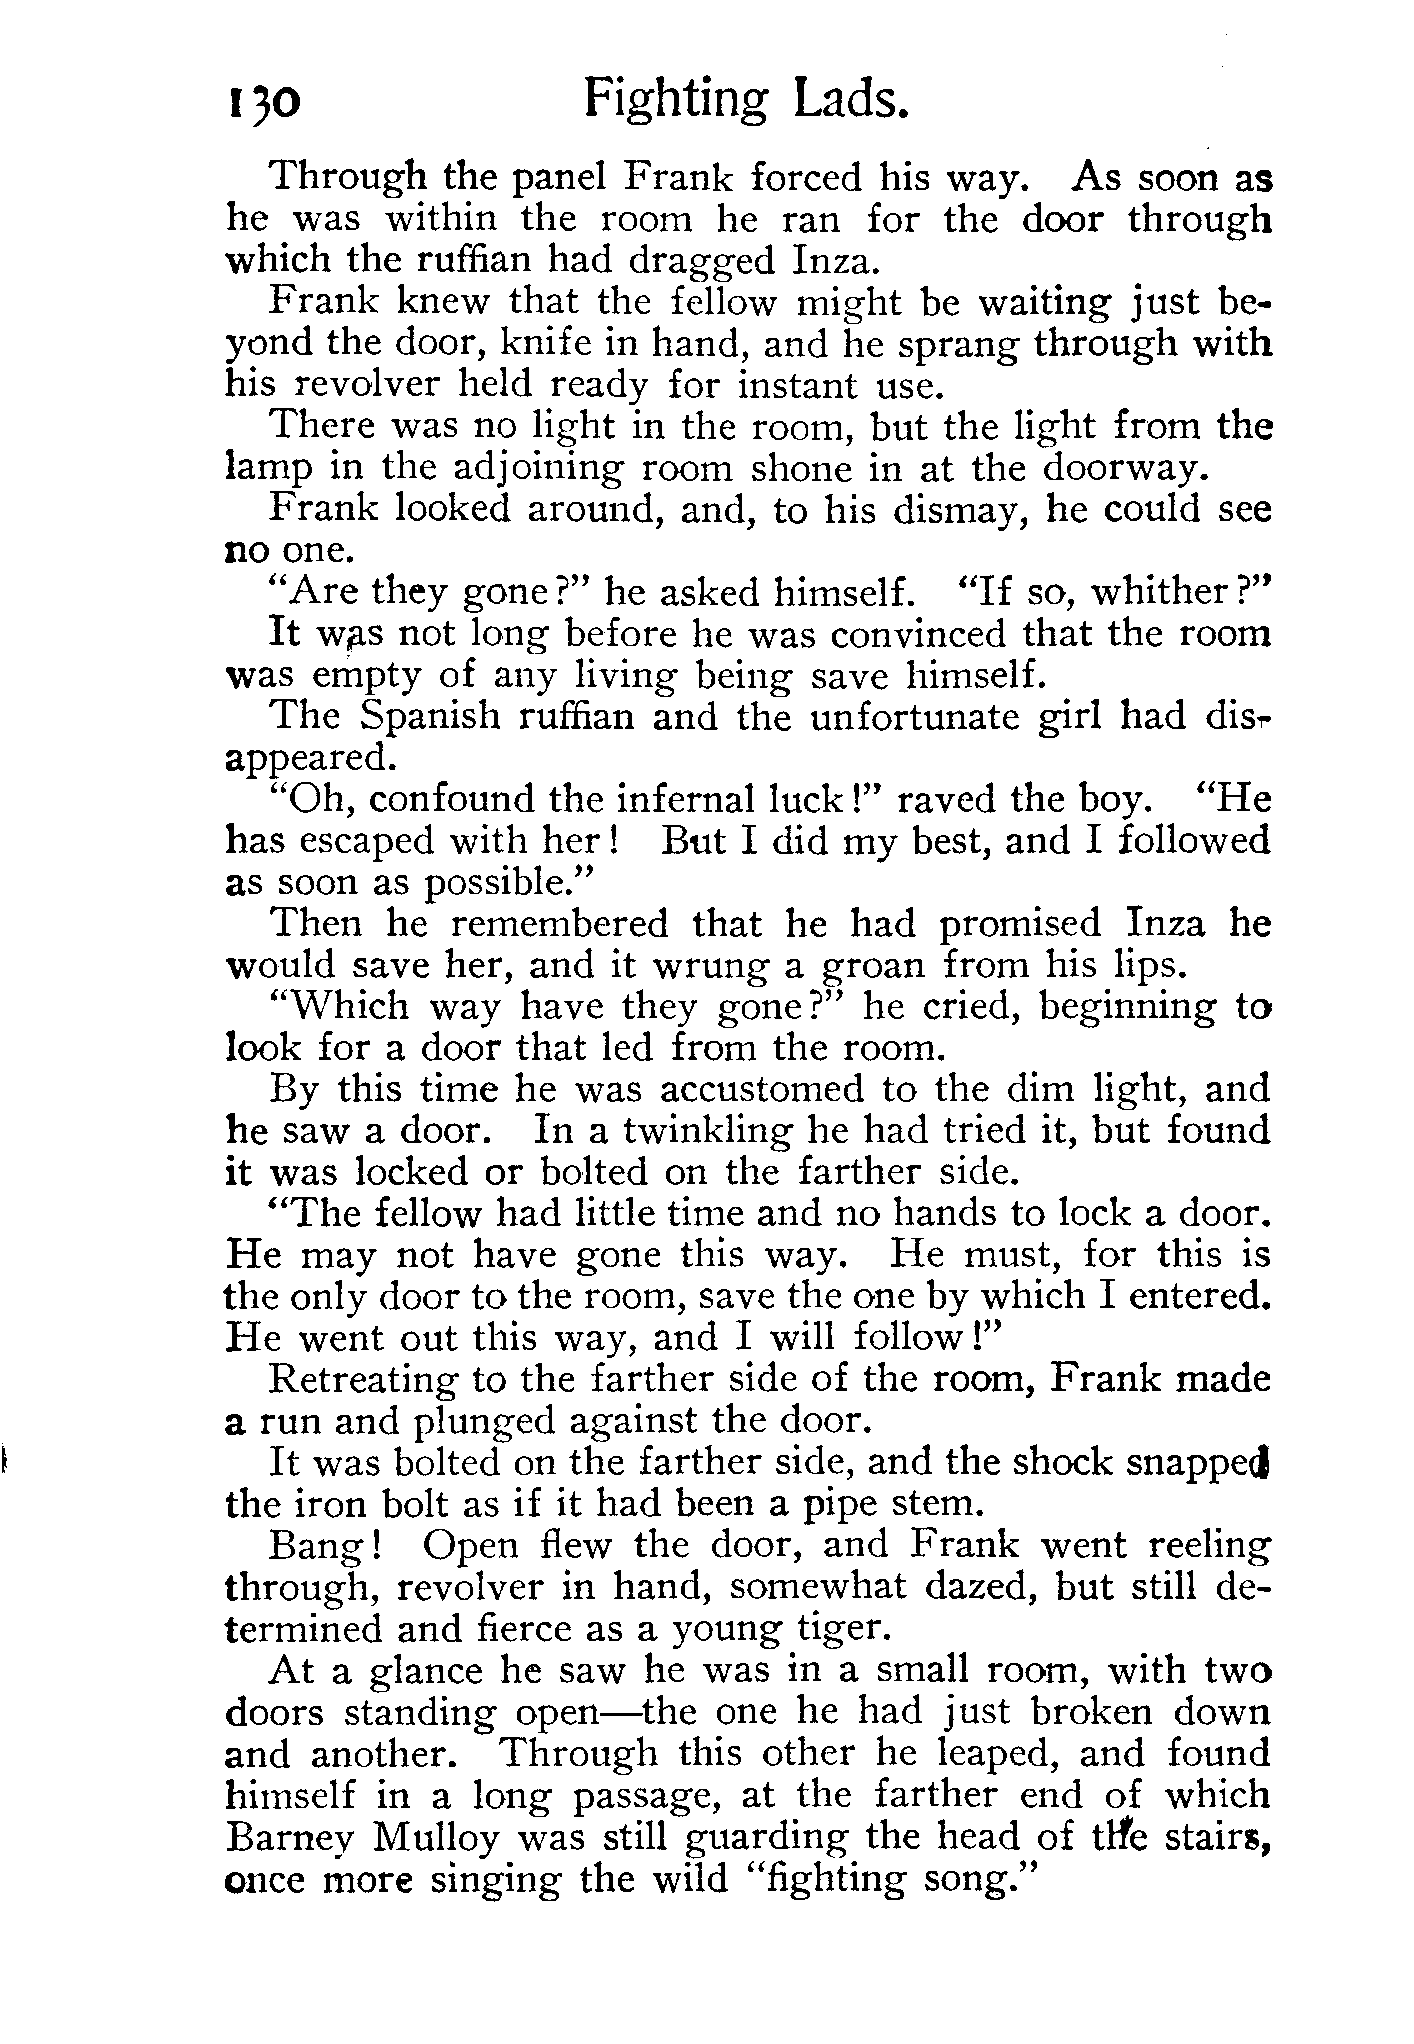 130 Fighting Lads.
Through the panel Frank forced his way. As soon as
he was within the room he ran for the door through
which the ruffian had dragged Inza.
Frank knew that the fellow might be waiting just be-
yond the door, knife in hand, and he sprang through with
his revolver held ready for instant use.
There was no light in the room, but the light from the
lamp in the adjoining room shone in at the doorway.
Frank looked around, and, to his dismay, he could see
no one.
"Are they gone?" he asked himself. "If so, whither?"
It was not long before he was convinced that the room
was empty of any living being save himself.
The Spanish ruffian and the unfortunate girl had dis-
appeared.
"Oh, confound the infernal luck!" raved the boy. "He
has escaped with her! But I did my best, and I followed
as soon as possible."
Then he remembered that he had promised Inza he
would save her, and it wrung a groan from his lips.
"Which way have they gone?" he cried, beginning to
look for a door that led from the room.
By this time he was accustomed to the dim light, and
he saw a door. In a twinkling he had tried it, but found
it was locked or bolted on the farther side.
"The fellow had little time and no hands to lock a door.
He may not have gone this way. He must, for this is
the only door to the room, save the one by which I entered.
He went out this way, and I will follow!"
Retreating to the farther side of the room, Frank made
a run and plunged against the door.
It was bolted on the farther side, and the shock snapped
the iron bolt as if it had been a pipe stem.
Bang! Open flew the door, and Frank went reeling
through, revolver in hand, somewhat dazed, but still de-
termined and fierce as a young tiger.
At a glance he saw he was in a small room, with two
doors standing open—the one he had just broken down
and another. Through this other he leaped, and found
himself in a long passage, at the farther end of which
Barney Mulloy was still guarding the head of the stairs,
once more singing the wild "fighting song."